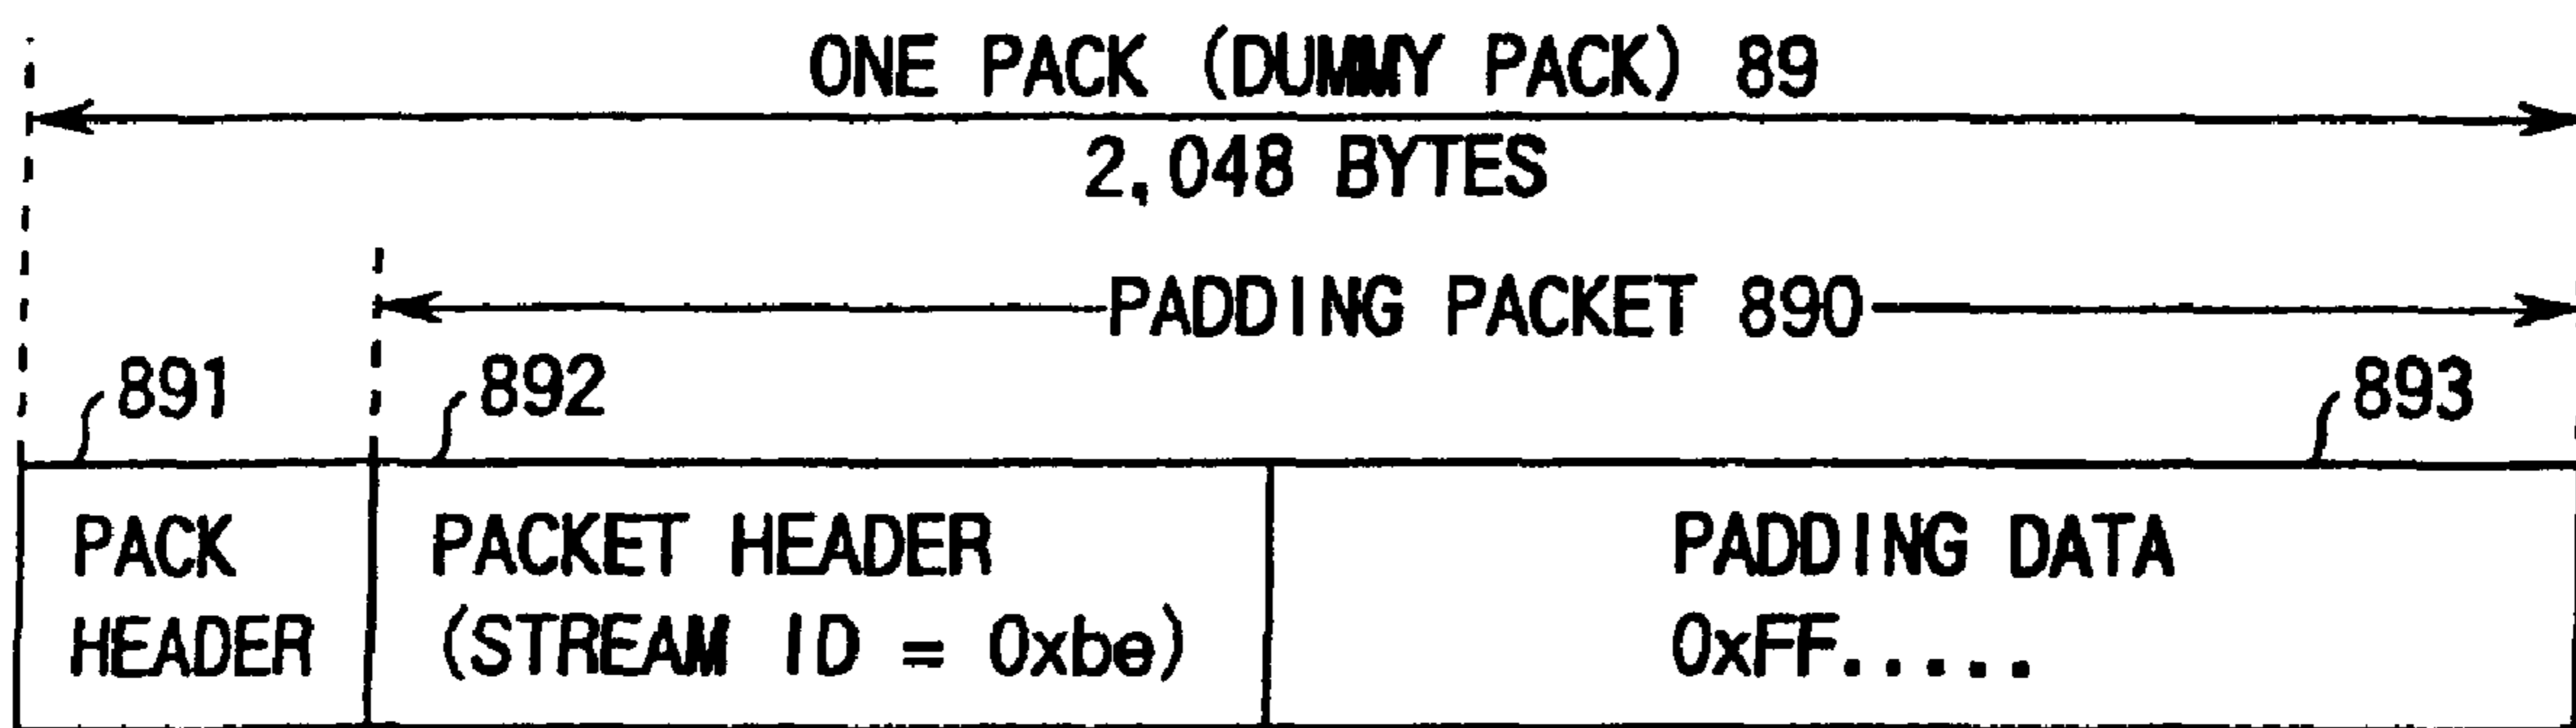 ONE PACK (DUMMY PACK) 89
2,048 BYTES
PADDING PACKET 890
891
892
893
PACK
HEADER
PACKET HEADER
(STREAM ID = 0xbe)
PADDING DATA
0xFF.....